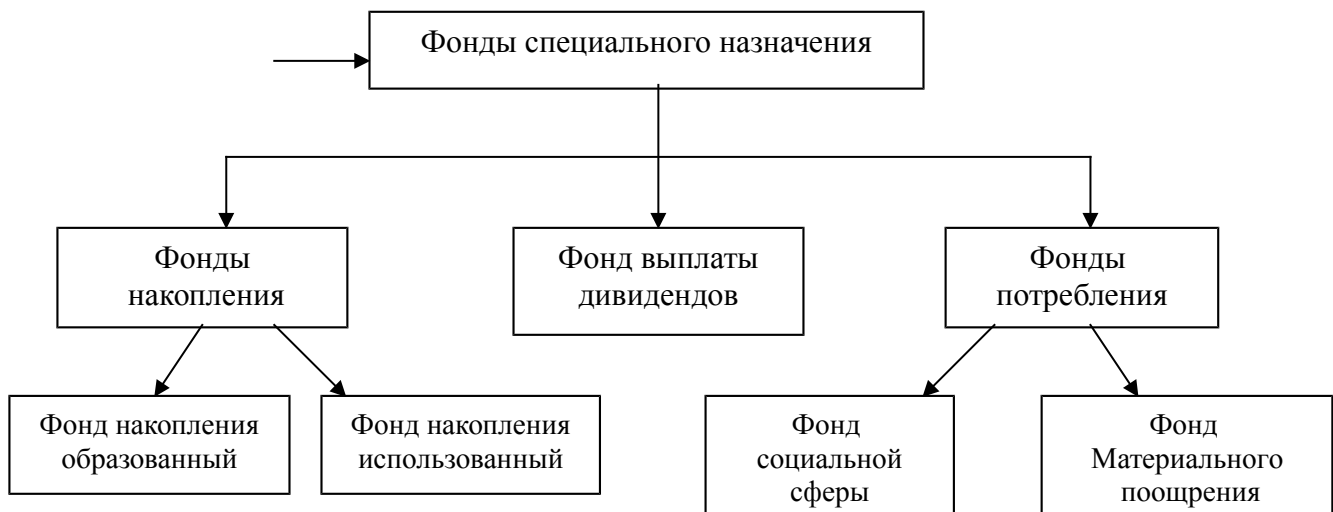 Фонды специального назначения
Фонды
накопления
Фонд выплаты
дивидендов
Фонды
потребления
Фонд накопления
образованный
Фонд накопления
использованный
Фонд
социальной
сферы
Фонд
Материального
поощрения